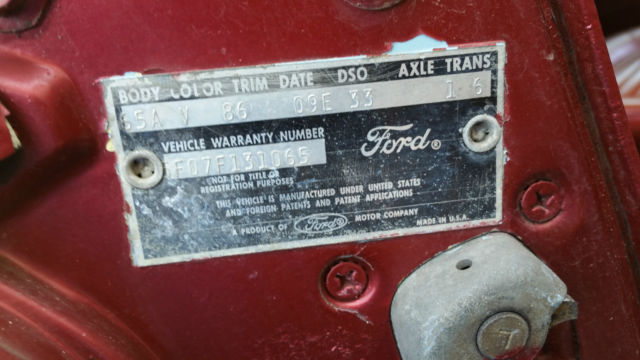 BODY COLOR TRIM DATE DSO AXLE TRANS
65A V 86 09E 33 1 6
VEHICLE WARRANTY NUMBER
F07F131065
Ford®
NOT FOR TITLE OR
REGISTRATION PURPOSES
THIS VEHICLE IS MANUFACTURED UNDER UNITED STATES
AND FOREIGN PATENTS AND PATENT APPLICATIONS
A PRODUCT OF Ford® MOTOR COMPANY
MADE IN U.S.A.